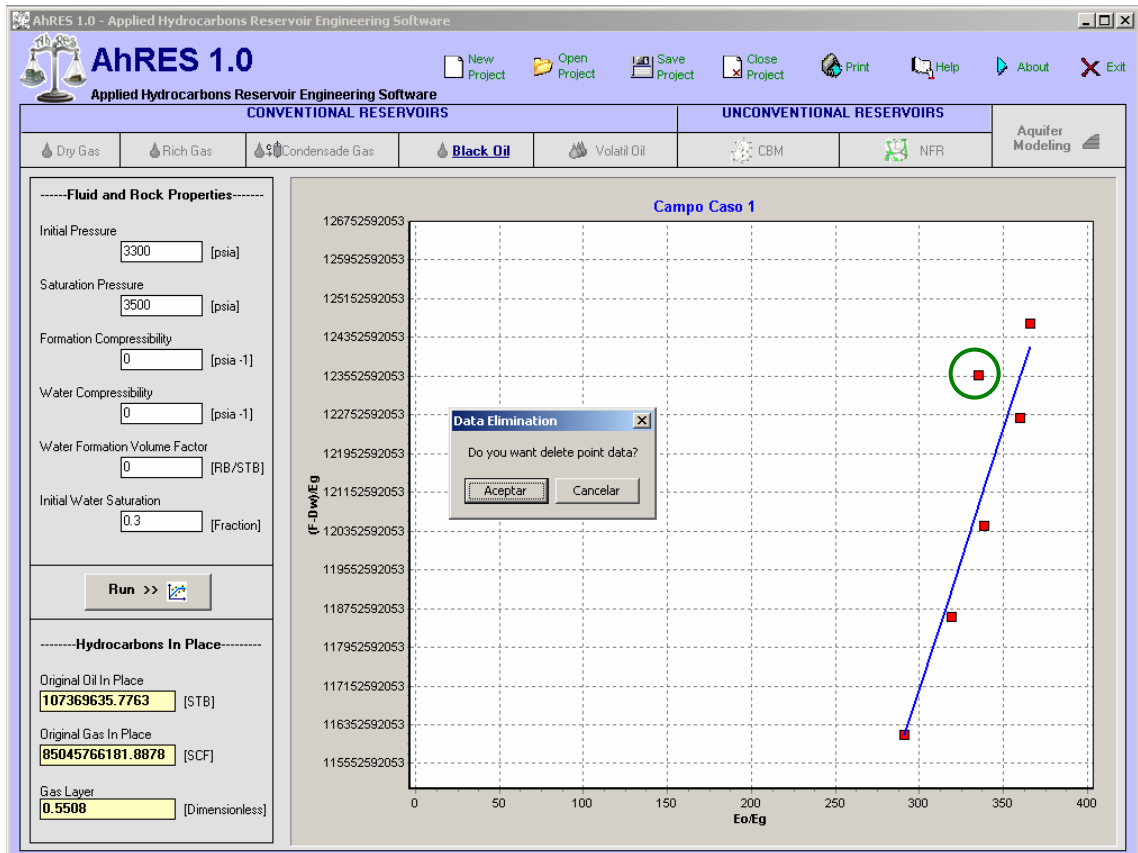 AhRES 1.0 - Applied Hydrocarbons Reservoir Engineering Software
AhRES 1.0
Applied Hydrocarbons Reservoir Engineering Software
New Project
Open Project
Save Project
Close Project
Print
Help
About
Exit
CONVENTIONAL RESERVOIRS
UNCONVENTIONAL RESERVOIRS
Dry Gas
Rich Gas
Condensade Gas
Black Oil
Volatil Oil
CBM
NFR
Aquifer Modeling
------Fluid and Rock Properties-------
Initial Pressure
3300 [psia]
Saturation Pressure
3500 [psia]
Formation Compressibility
0 [psia -1]
Water Compressibility
0 [psia -1]
Water Formation Volume Factor
0 [RB/STB]
Initial Water Saturation
0.3 [Fraction]
Run >>
--------Hydrocarbons In Place---------
Original Oil In Place
107369635.7763 [STB]
Original Gas In Place
85045766181.8878 [SCF]
Gas Layer
0.5508 [Dimensionless]
Campo Caso 1
126752592053
125952592053
125152592053
124352592053
123552592053
122752592053
121952592053
121152592053
120352592053
119552592053
118752592053
117952592053
117152592053
116352592053
115552592053
(F-Dw)/Eg
0 50 100 150 200 250 300 350 400
Eo/Eg
Data Elimination
Do you want delete point data?
Aceptar
Cancelar